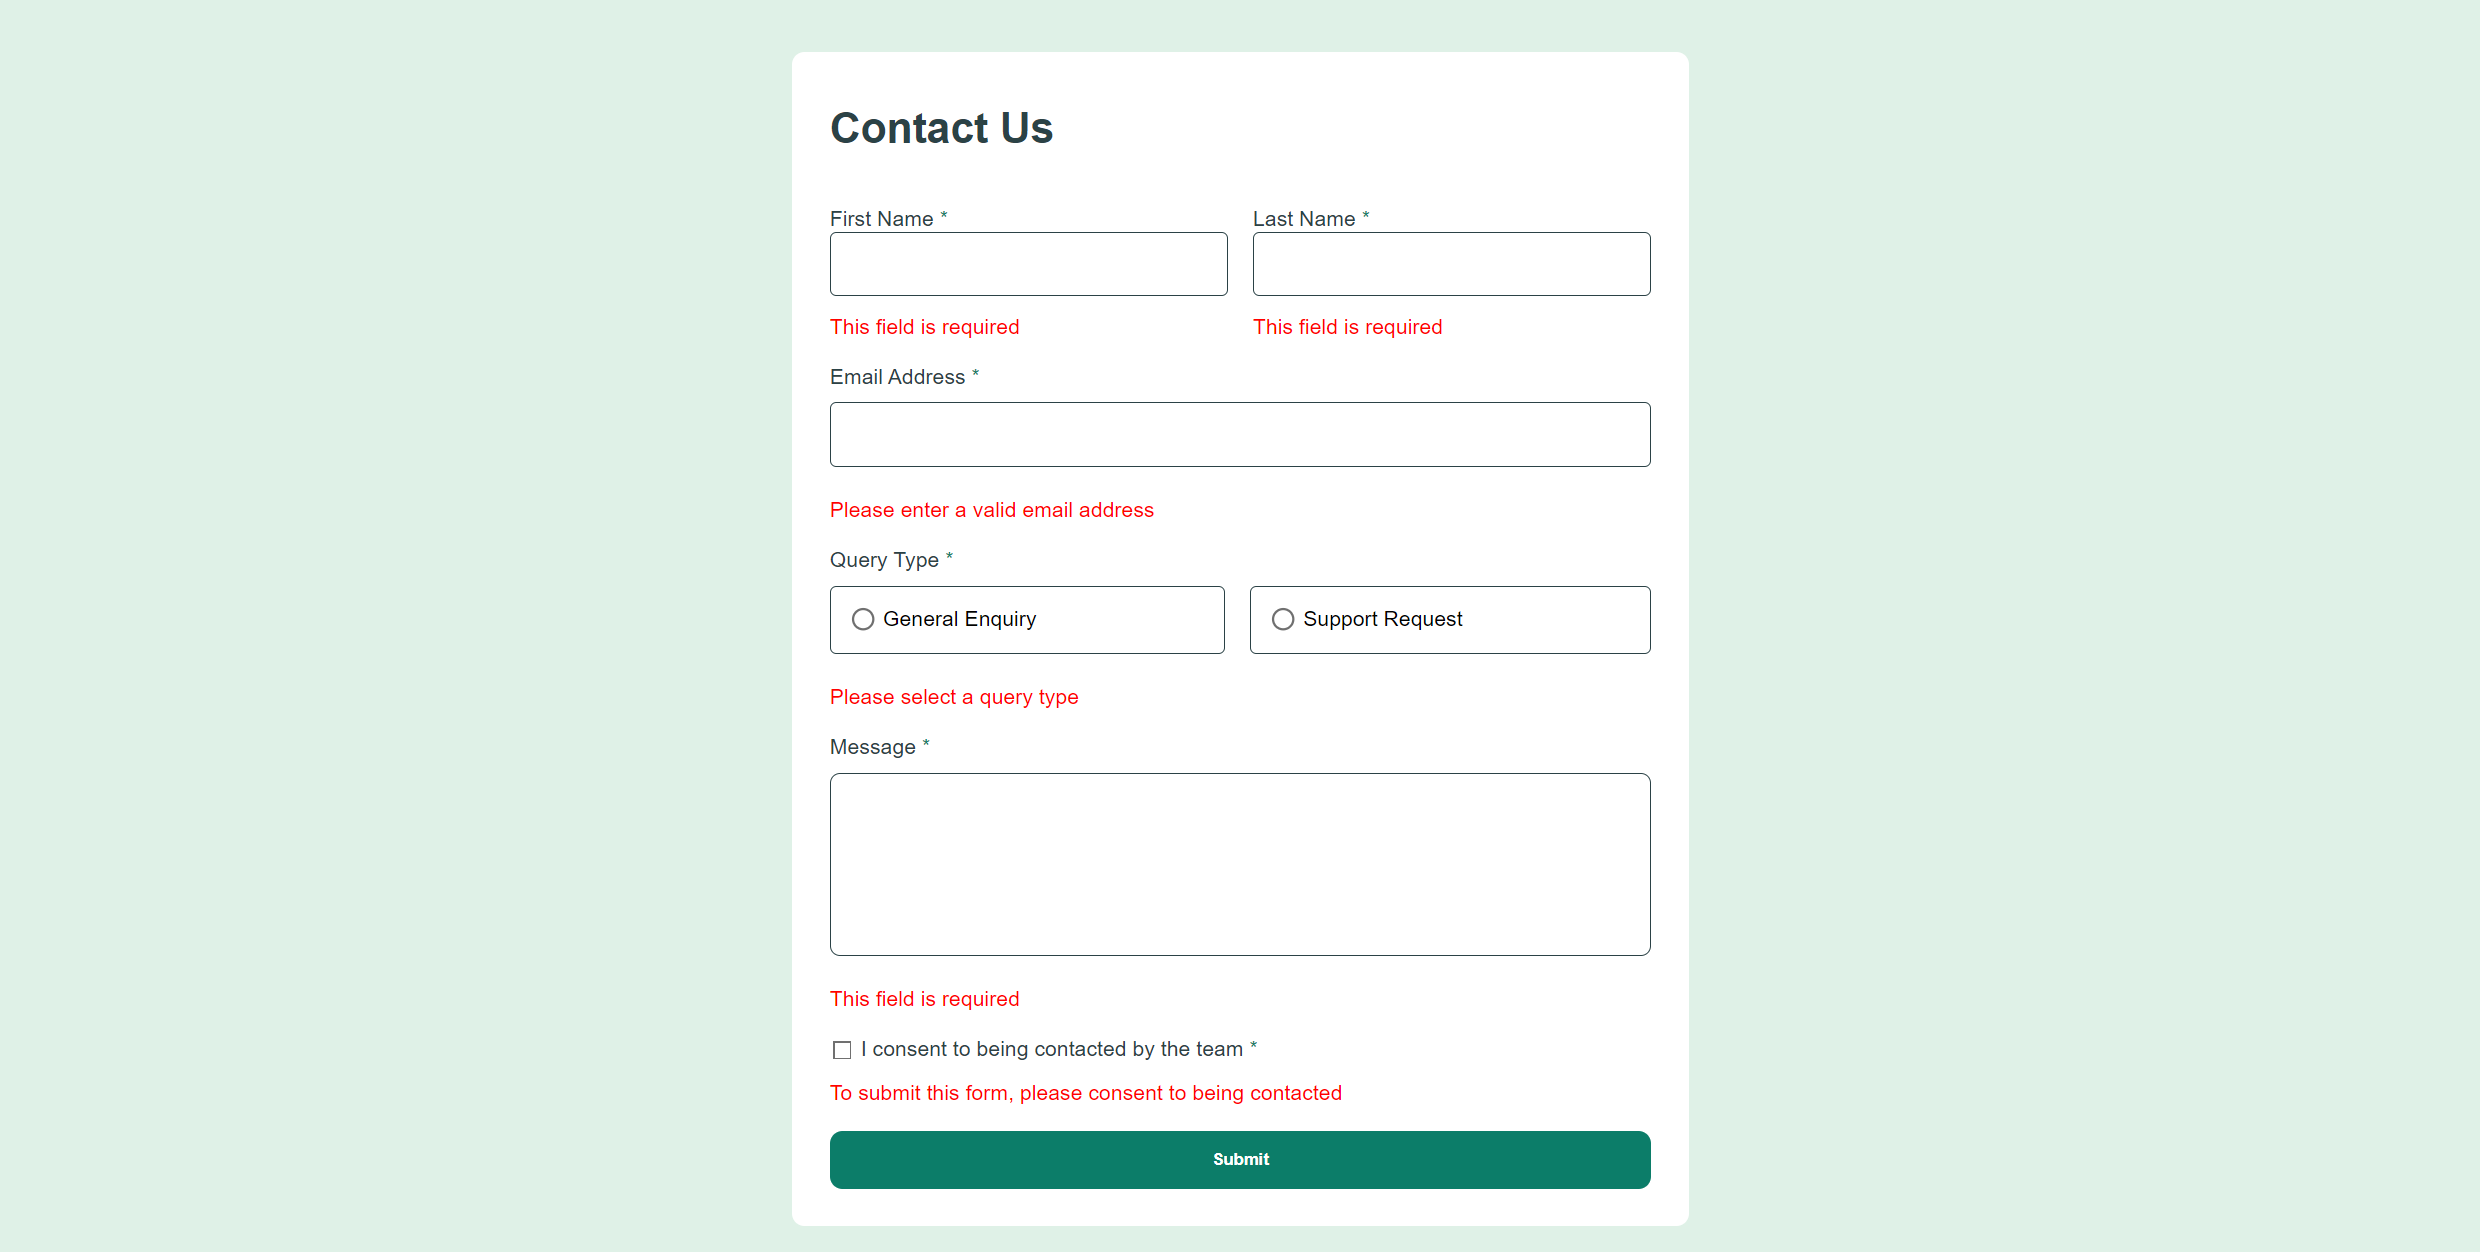 Contact Us
First Name * Last Name *
This field is required This field is required
Email Address *
Please enter a valid email address
Query Type *
General Enquiry Support Request
Please select a query type
Message *
This field is required
I consent to being contacted by the team *
To submit this form, please consent to being contacted
Submit